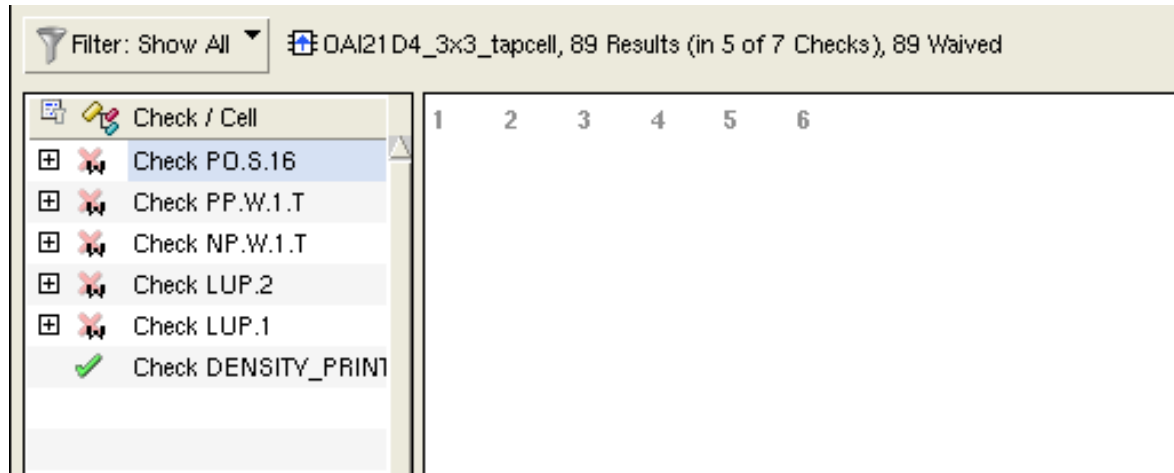 Filter: Show All OAI21D4_3x3_tapcell, 89 Results (in 5 of 7 Checks), 89 Waived
Check / Cell
1 2 3 4 5 6
Check PO.S.16
Check PP.W.1.T
Check NP.W.1.T
Check LUP.2
Check LUP.1
Check DENSITY_PRINT